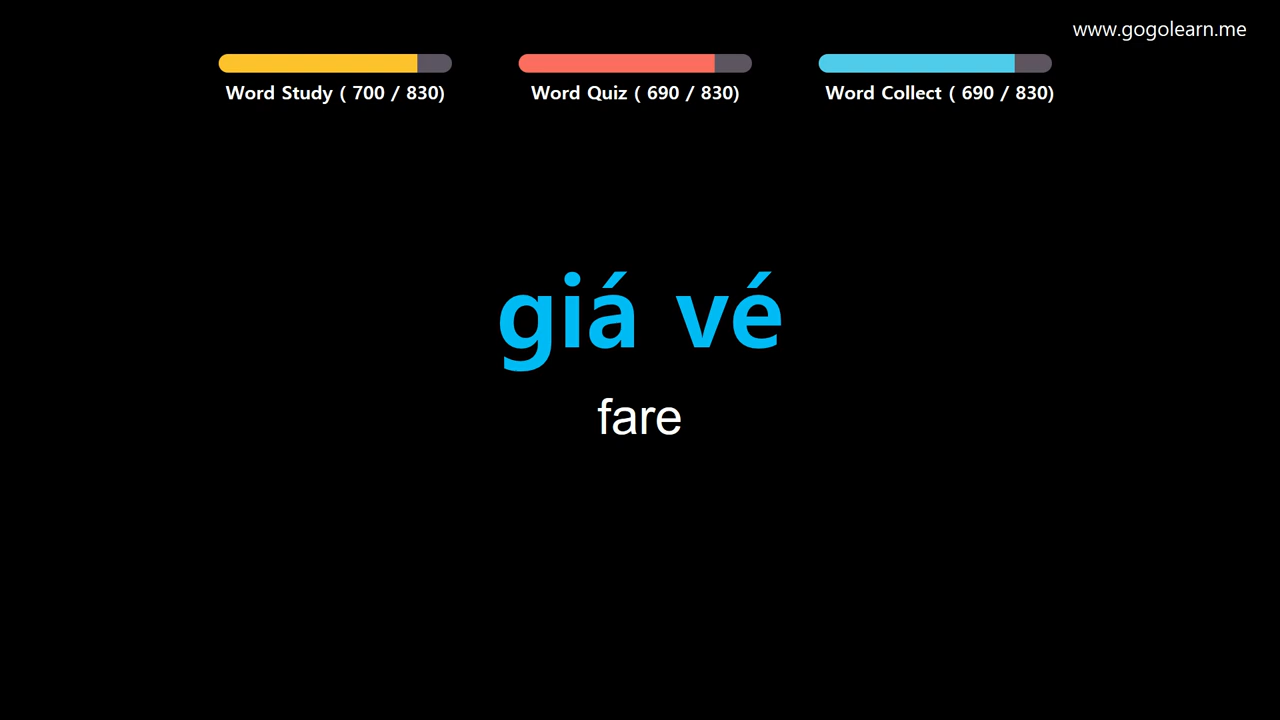 www.gogolearn.me
Word Study ( 700 / 830)
Word Quiz ( 690 / 830)
Word Collect ( 690 / 830)
giá vé
fare